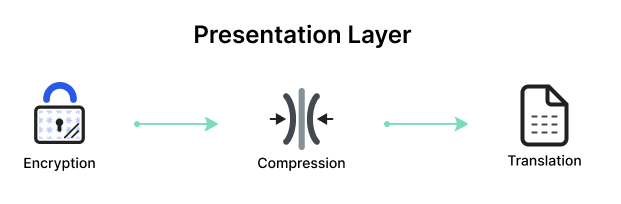 Presentation Layer
Encryption
Compression
Translation